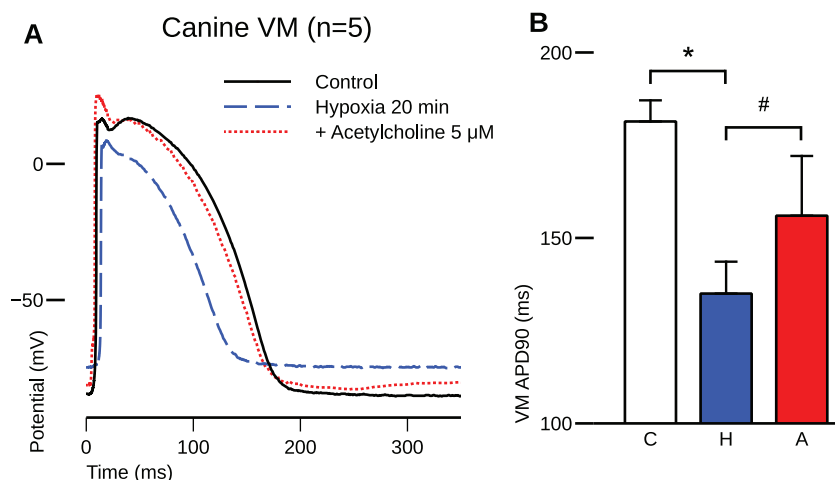 A
Canine VM (n=5)
Control
Hypoxia 20 min
+ Acetylcholine 5 µM
0
−50
Potential (mV)
0
100
200
300
Time (ms)
B
200
150
100
VM APD90 (ms)
*
#
C
H
A